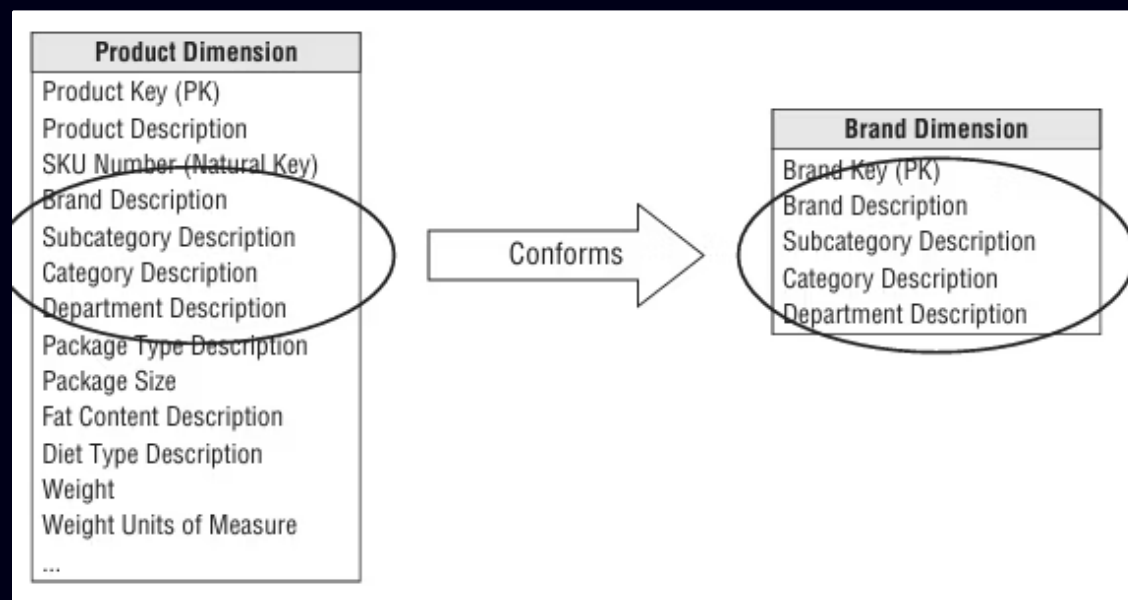 Product Dimension
Product Key (PK)
Product Description
SKU Number (Natural Key)
Brand Description
Subcategory Description
Category Description
Department Description
Package Type Description
Package Size
Fat Content Description
Diet Type Description
Weight
Weight Units of Measure
...
Conforms
Brand Dimension
Brand Key (PK)
Brand Description
Subcategory Description
Category Description
Department Description